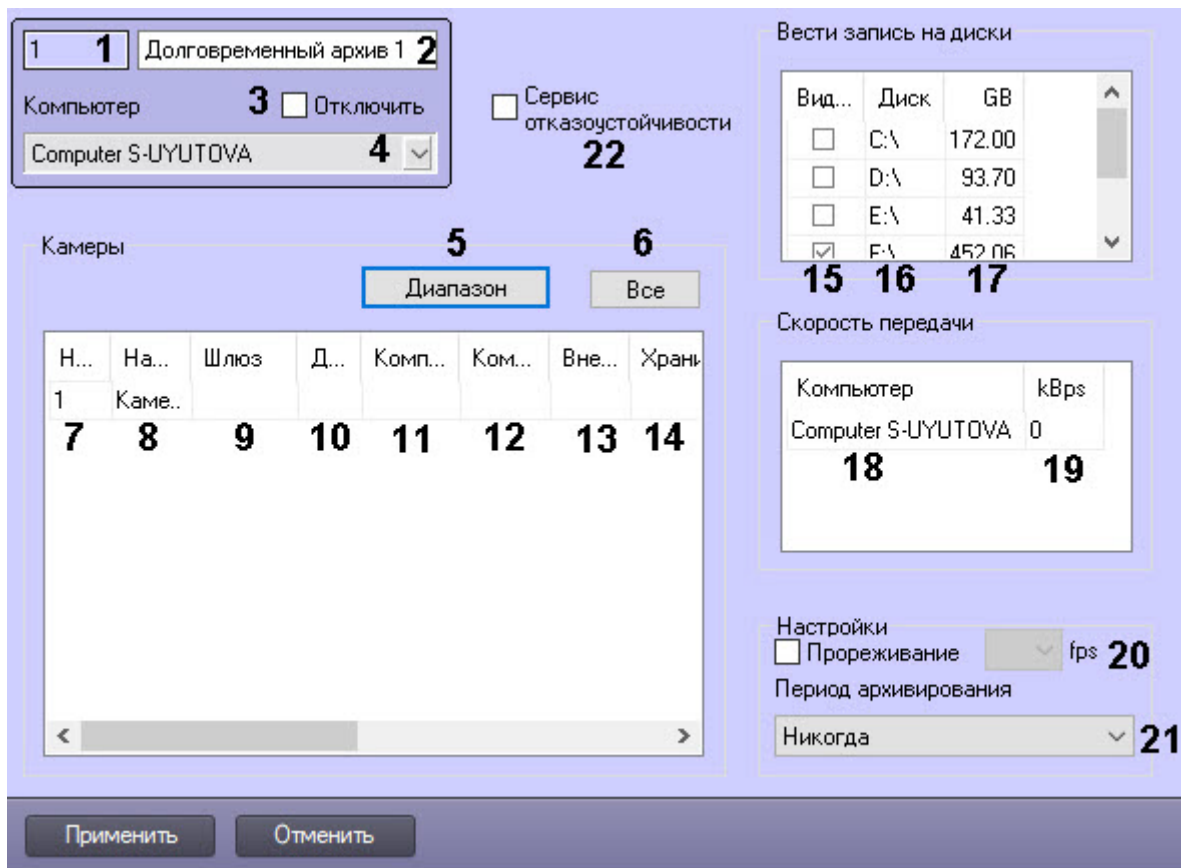 1 1 Долговременный архив 1 2
Компьютер 3 Отключить
Computer S-UYUTOVA 4
Сервис
отказоустойчивости
22
Вести запись на диски
Вид... Диск GB
C:\ 172.00
D:\ 93.70
E:\ 41.33
F:\ 452.06
15 16 17
Камеры 5 6
Диапазон Все
Н... На... Шлюз Д... Комп... Ком... Вне... Храни
1 Каме..
7 8 9 10 11 12 13 14
Скорость передачи
Компьютер kBps
Computer S-UYUTOVA 0
18 19
Настройки
Прореживание fps 20
Период архивирования
Никогда 21
Применить Отменить